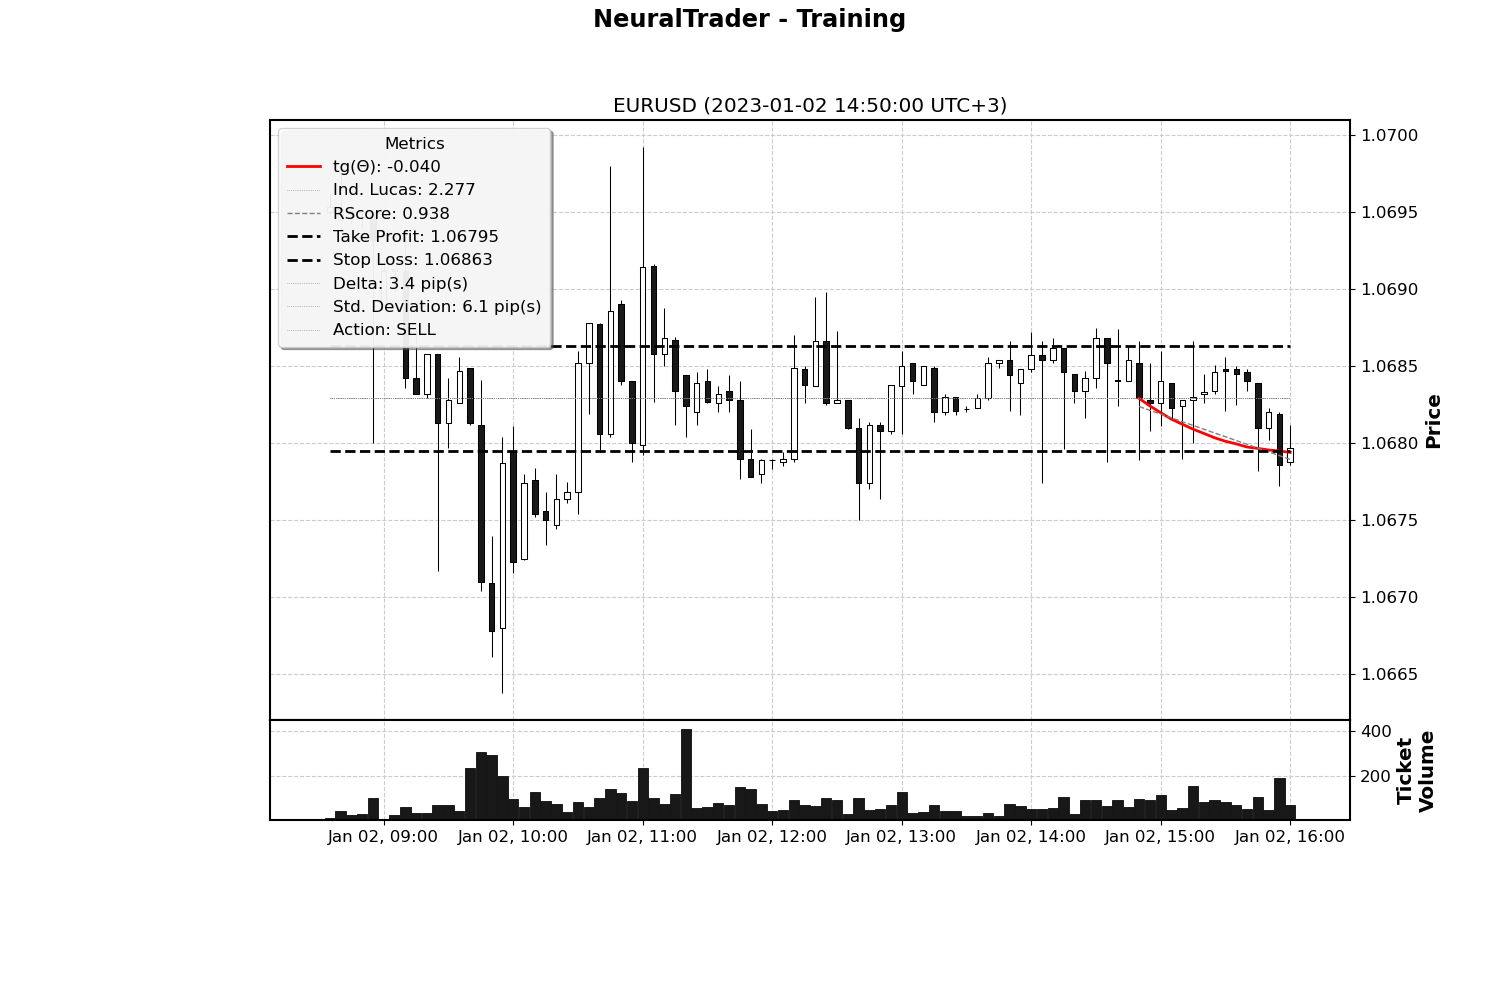 NeuralTrader - Training
EURUSD (2023-01-02 14:50:00 UTC+3)
Metrics
tg(Θ): -0.040
Ind. Lucas: 2.277
RScore: 0.938
Take Profit: 1.06795
Stop Loss: 1.06863
Delta: 3.4 pip(s)
Std. Deviation: 6.1 pip(s)
Action: SELL
1.0700
1.0695
1.0690
1.0685
1.0680
1.0675
1.0670
1.0665
Price
400
200
Ticket
Volume
Jan 02, 09:00
Jan 02, 10:00
Jan 02, 11:00
Jan 02, 12:00
Jan 02, 13:00
Jan 02, 14:00
Jan 02, 15:00
Jan 02, 16:00